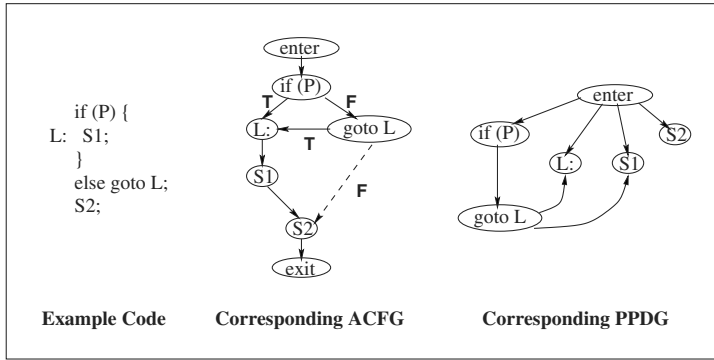 if (P) {
L: S1;
}
else goto L;
S2;
Example Code
enter
if (P)
T
F
L:
goto L
T
S1
F
S2
exit
Corresponding ACFG
enter
if (P)
S2
L:
S1
goto L
Corresponding PPDG